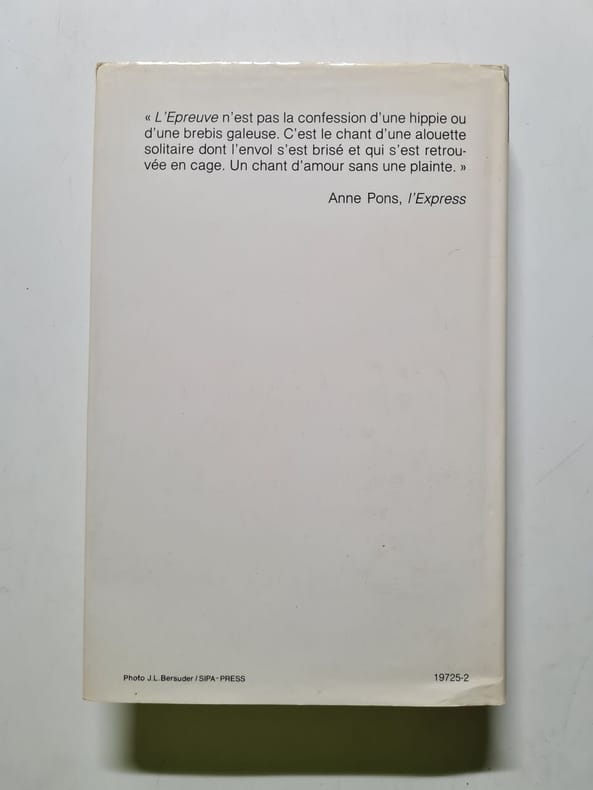 « L'Epreuve n'est pas la confession d'une hippie ou
d'une brebis galeuse. C'est le chant d'une alouette
solitaire dont l'envol s'est brisé et qui s'est retrou-
vée en cage. Un chant d'amour sans une plainte. »
Anne Pons, l'Express
Photo J.L. Bersuder / SIPA-PRESS
19725-2